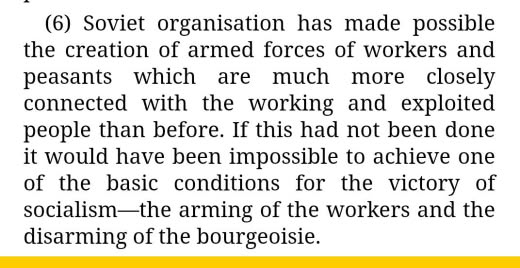 (6) Soviet organisation has made possible
the creation of armed forces of workers and
peasants which are much more closely
connected with the working and exploited
people than before. If this had not been done
it would have been impossible to achieve one
of the basic conditions for the victory of
socialism—the arming of the workers and the
disarming of the bourgeoisie.